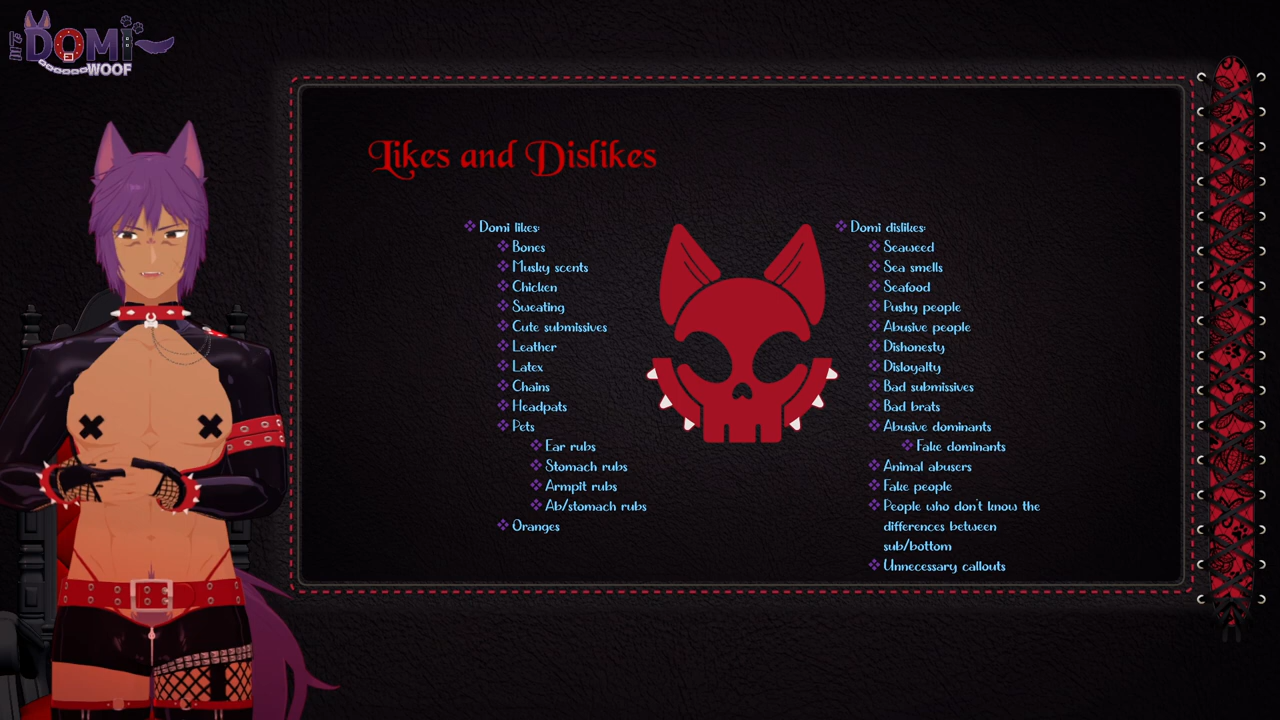 IT'S DOMI WOOF
Likes and Dislikes
Domi likes:
Bones
Musky scents
Chicken
Sweating
Cute submissives
Leather
Latex
Chains
Headpats
Pets
Ear rubs
Stomach rubs
Armpit rubs
Ab/stomach rubs
Oranges
Domi dislikes:
Seaweed
Sea smells
Seafood
Pushy people
Abusive people
Dishonesty
Disloyalty
Bad submissives
Bad brats
Abusive dominants
Fake dominants
Animal abusers
Fake people
People who don't know the
differences between
sub/bottom
Unnecessary callouts